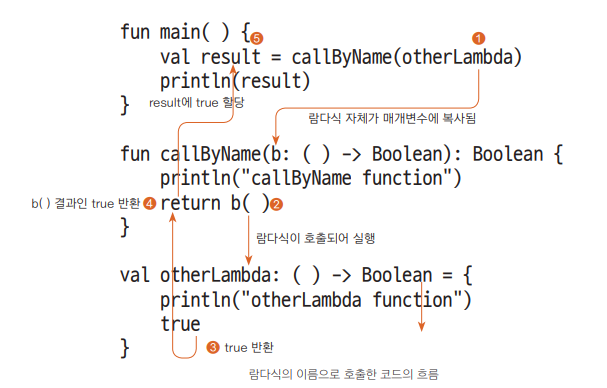 fun main( ) {
⑤
①
val result = callByName(otherLambda)
println(result)
}
result에 true 할당
람다식 자체가 매개변수에 복사됨
fun callByName(b: ( ) -> Boolean): Boolean {
println("callByName function")
b( ) 결과인 true 반환 ④ return b( ) ②
}
람다식이 호출되어 실행
val otherLambda: ( ) -> Boolean = {
println("otherLambda function")
true
}
③ true 반환
람다식의 이름으로 호출한 코드의 흐름